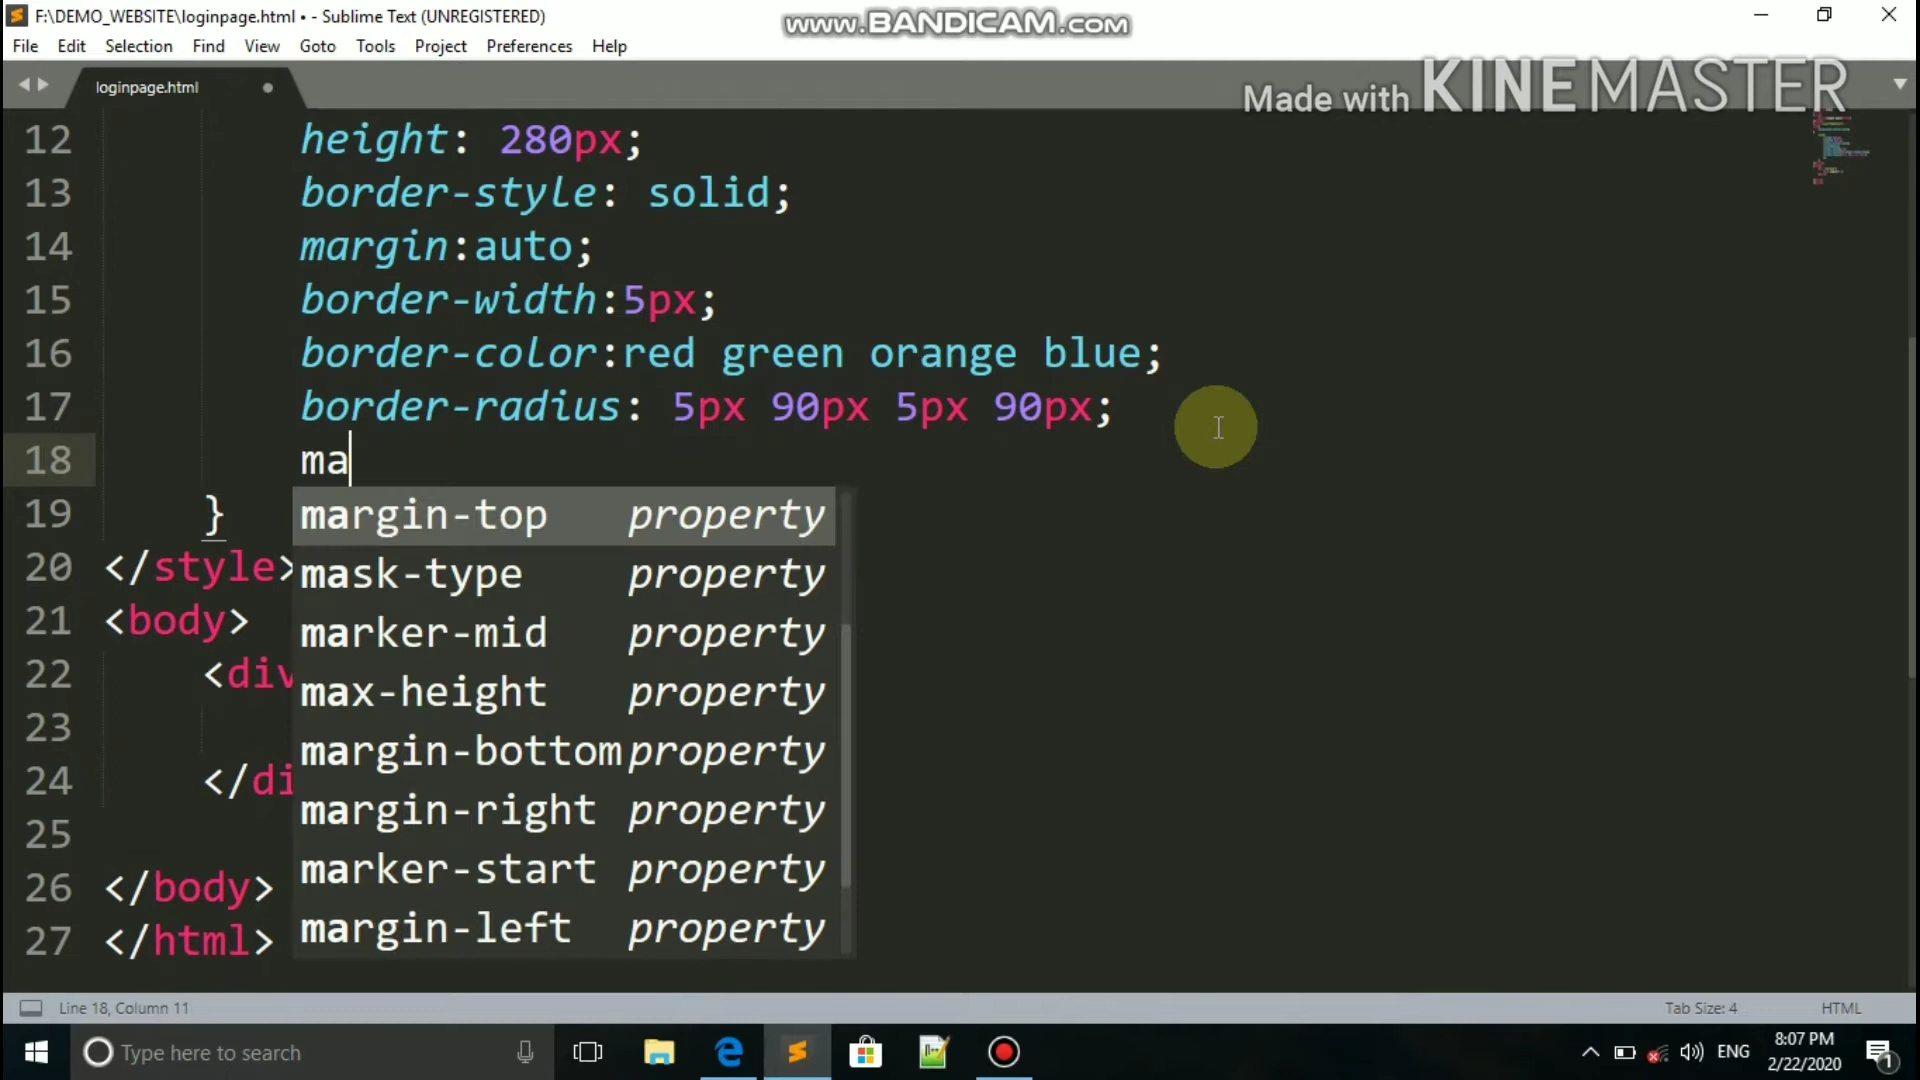 F:\DEMO_WEBSITE\loginpage.html • - Sublime Text (UNREGISTERED)
www.BANDICAM.com
File Edit Selection Find View Goto Tools Project Preferences Help
loginpage.html
Made with KINEMASTER
12 height: 280px;
13 border-style: solid;
14 margin:auto;
15 border-width:5px;
16 border-color:red green orange blue;
17 border-radius: 5px 90px 5px 90px;
18 ma
19 }
margin-top property
20 </style>
mask-type property
21 <body>
marker-mid property
22 <div
max-height property
23
margin-bottom property
24 </di
margin-right property
25
marker-start property
26 </body>
margin-left property
27 </html>
Line 18, Column 11
Tab Size: 4 HTML
Type here to search
ENG
8:07 PM
2/22/2020
1